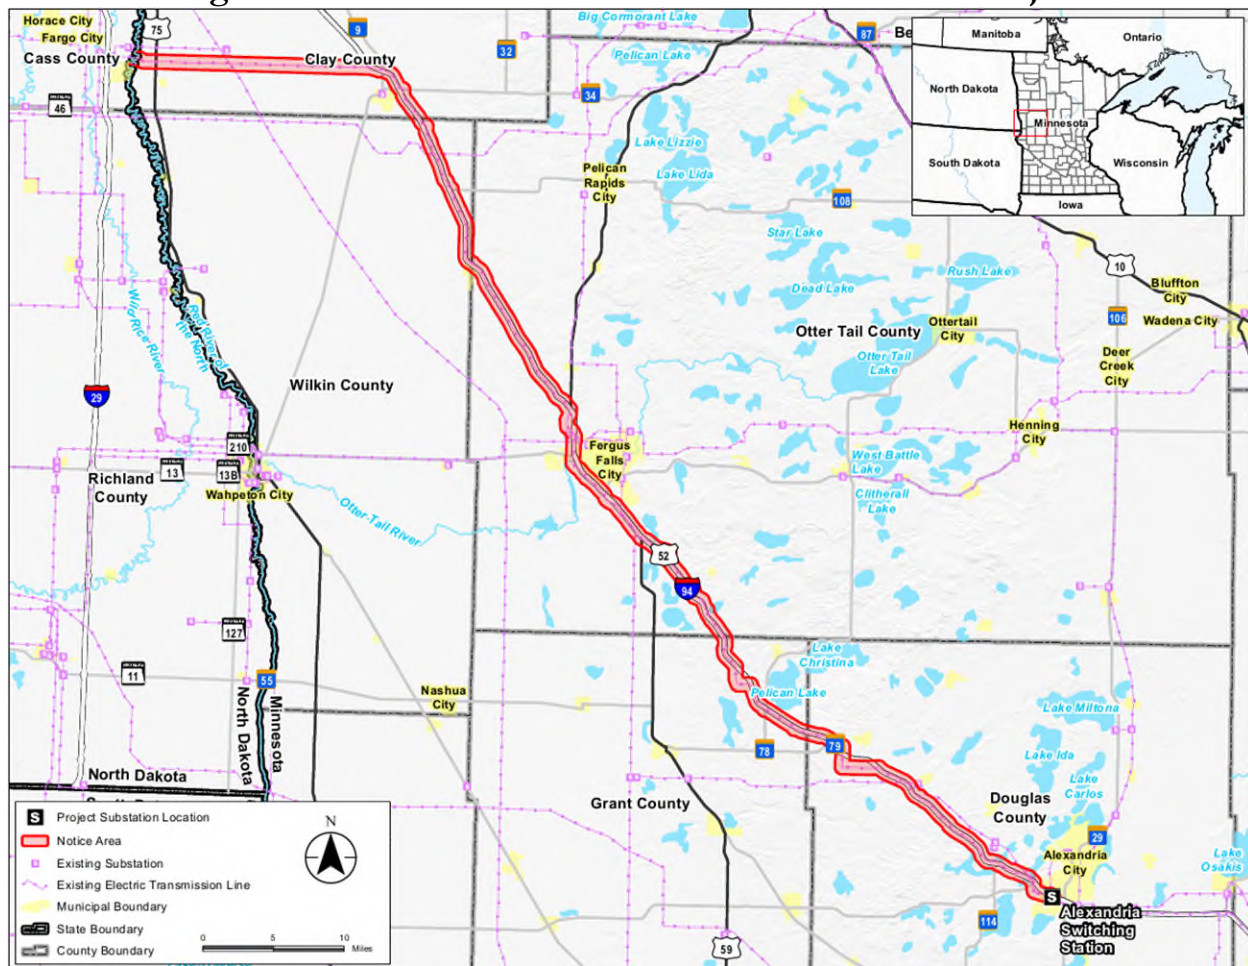 Horace City
Fargo City
Cass County
75
Clay County
9
32
Big Cormorant Lake
Pelican Lake
34
87
46
Lake Lizzie
Lake Lida
Pelican
Rapids
City
108
Star Lake
Dead Lake
Rush Lake
10
Bluffton
City
Wadena City
106
Deer
Creek
City
Otter Tail County
Ottertail
City
Otter Tail
Lake
Manitoba
Ontario
North Dakota
Minnesota
South Dakota
Wisconsin
Iowa
Wild Rice River
Red River of
the North
Wilkin County
29
210
13
13B
Richland
County
Wahpeton City
Otter Tail River
Fergus
Falls
City
Henning
City
West Battle
Lake
Clitherall
Lake
52
94
127
11
55
North Dakota
Minnesota
Nashua
City
Lake
Christina
Pelican Lake
78
79
Lake Miltona
Lake Ida
Lake
Carlos
Grant County
Douglas
County
29
Alexandria
City
Lake
Osakis
114
59
Alexandria
Switching
Station
North Dakota
S
S Project Substation Location
Notice Area
Existing Substation
Existing Electric Transmission Line
Municipal Boundary
State Boundary
County Boundary
N
0 5 10
Miles